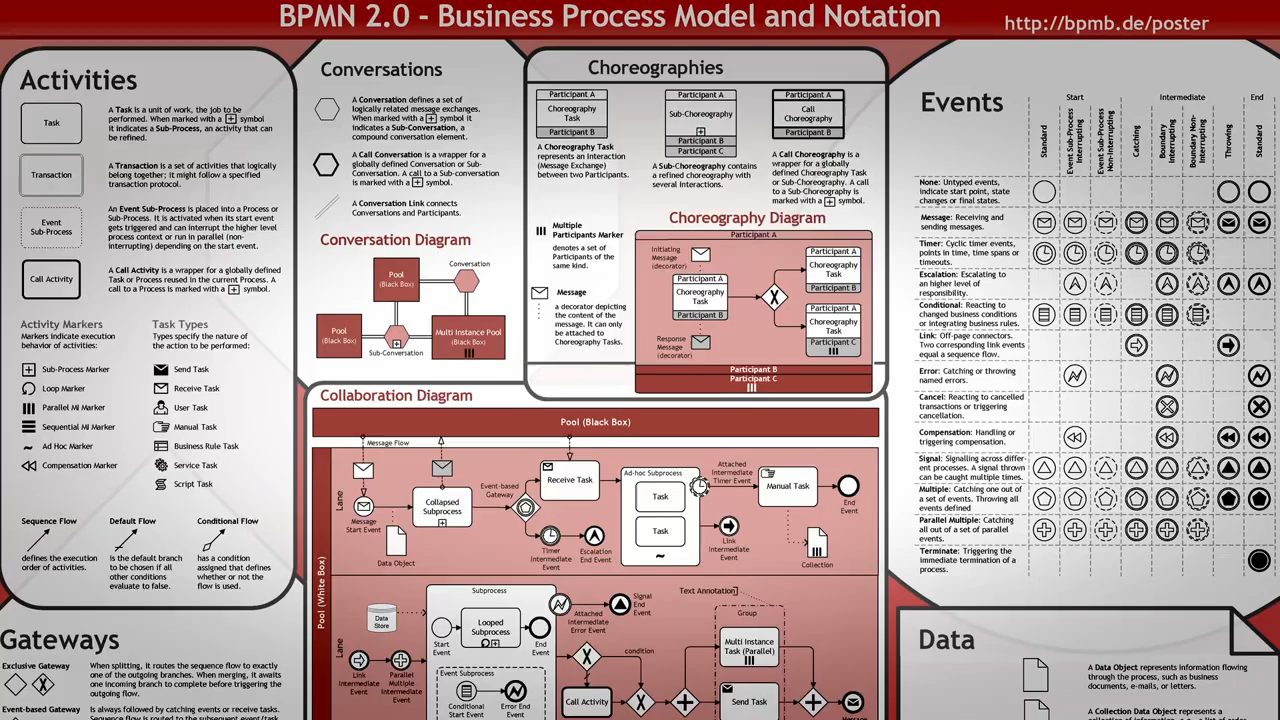 BPMN 2.0 - Business Process Model and Notation
http://bpmb.de/poster
Activities
Task
A Task is a unit of work, the job to be
performed. When marked with a + symbol
it indicates a Sub-Process, an activity that can
be refined.
Transaction
A Transaction is a set of activities that logically
belong together; it might follow a specified
transaction protocol.
Event
Sub-Process
An Event Sub-Process is placed into a Process or
Sub-Process. It is activated when its start event
gets triggered and can interrupt the higher level
process context or run in parallel (non-
interrupting) depending on the start event.
Call Activity
A Call Activity is a wrapper for a globally defined
Task or Process reused in the current Process. A
call to a Process is marked with a + symbol.
Activity Markers
Markers indicate execution
behavior of activities:
Sub-Process Marker
Loop Marker
Parallel MI Marker
Sequential MI Marker
Ad Hoc Marker
Compensation Marker
Task Types
Types specify the nature of
the action to be performed:
Send Task
Receive Task
User Task
Manual Task
Business Rule Task
Service Task
Script Task
Sequence Flow
defines the execution
order of activities.
Default Flow
is the default branch
to be chosen if all
other conditions
evaluate to false.
Conditional Flow
has a condition
assigned that defines
whether or not the
flow is used.
Gateways
Exclusive Gateway
When splitting, it routes the sequence flow to exactly
one of the outgoing branches. When merging, it awaits
one incoming branch to complete before triggering the
outgoing flow.
Event-based Gateway
Is always followed by catching events or receive tasks.
Sequence flow is routed to the subsequent event/task
Conversations
A Conversation defines a set of
logically related message exchanges.
When marked with a + symbol it
indicates a Sub-Conversation, a
compound conversation element.
A Call Conversation is a wrapper for a
globally defined Conversation or Sub-
Conversation. A call to a Sub-conversation
is marked with a + symbol.
A Conversation Link connects
Conversations and Participants.
Conversation Diagram
Pool
(Black Box)
Conversation
Pool
(Black Box)
Sub-Conversation
Multi Instance Pool
(Black Box)
Choreographies
Participant A
Choreography
Task
Participant B
A Choreography Task
represents an Interaction
(Message Exchange)
between two Participants.
Participant A
Sub-Choreography
Participant B
Participant C
A Sub-Choreography contains
a refined choreography with
several Interactions.
Participant A
Call
Choreography
Participant B
A Call Choreography is a
wrapper for a globally
defined Choreography Task
or Sub-Choreography. A call
to a Sub-Choreography is
marked with a + symbol.
Multiple
Participants Marker
denotes a set of
Participants of the
same kind.
Message
a decorator depicting
the content of the
message. It can only
be attached to
Choreography Tasks.
Choreography Diagram
Participant A
Initiating
Message
(decorator)
Participant A
Choreography
Task
Participant B
Response
Message
(decorator)
Participant A
Choreography
Task
Participant B
Participant A
Choreography
Task
Participant C
Participant B
Participant C
Collaboration Diagram
Pool (Black Box)
Message Flow
Pool (White Box)
Lane
Message
Start Event
Data Object
Collapsed
Subprocess
Event-based
Gateway
Receive Task
Timer
Intermediate
Event
Escalation
End Event
Ad-hoc Subprocess
Task
Task
Attached
Intermediate
Timer Event
Link
Intermediate
Event
Manual Task
End
Event
Collection
Lane
Data
Store
Link
Intermediate
Event
Parallel
Multiple
Intermediate
Event
Subprocess
Start
Event
Looped
Subprocess
End
Event
Event Subprocess
Conditional
Start Event
Error End
Event
Attached
Intermediate
Error Event
Signal
End
Event
Call Activity
condition
Text Annotation
Group
Multi Instance
Task (Parallel)
Send Task
Message
Events
Start
Intermediate
End
Standard
Event Sub-Process
Interrupting
Event Sub-Process
Non-Interrupting
Catching
Boundary
Interrupting
Boundary Non-
Interrupting
Throwing
Standard
None: Untyped events,
indicate start point, state
changes or final states.
Message: Receiving and
sending messages.
Timer: Cyclic timer events,
points in time, time spans or
timeouts.
Escalation: Escalating to
an higher level of
responsibility.
Conditional: Reacting to
changed business conditions
or integrating business rules.
Link: Off-page connectors.
Two corresponding link events
equal a sequence flow.
Error: Catching or throwing
named errors.
Cancel: Reacting to cancelled
transactions or triggering
cancellation.
Compensation: Handling or
triggering compensation.
Signal: Signalling across differ-
ent processes. A signal thrown
can be caught multiple times.
Multiple: Catching one out of
a set of events. Throwing all
events defined
Parallel Multiple: Catching
all out of a set of parallel
events.
Terminate: Triggering the
immediate termination of a
process.
Data
A Data Object represents information flowing
through the process, such as business
documents, e-mails, or letters.
A Collection Data Object represents a